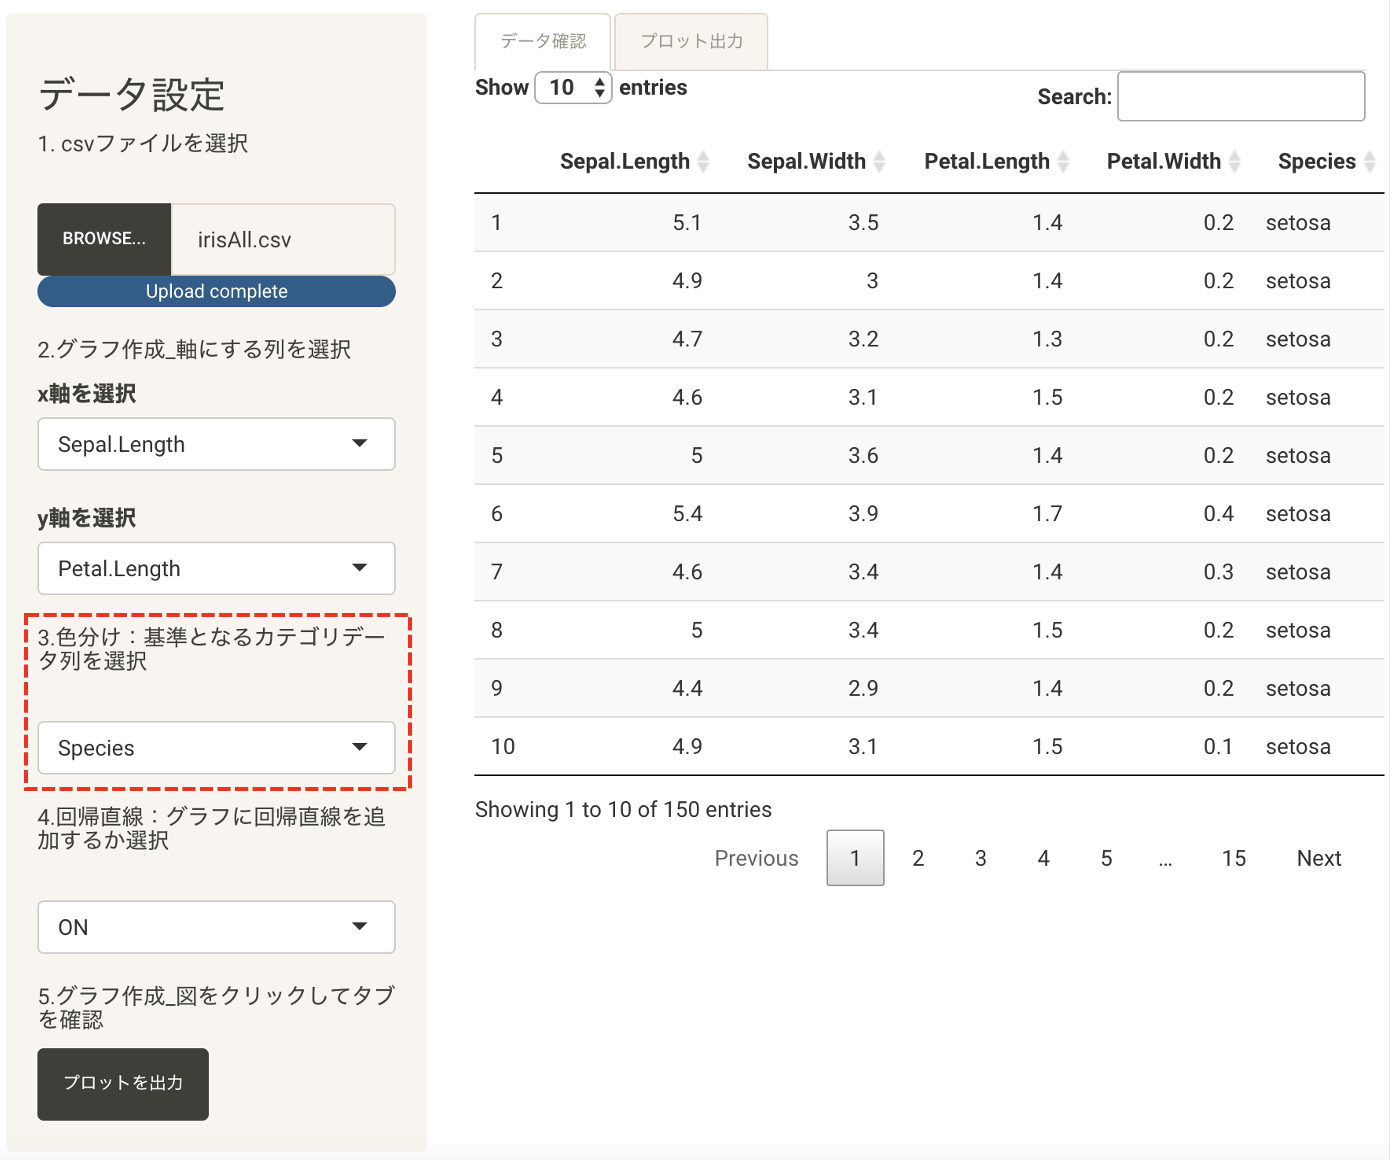 データ設定
1. csvファイルを選択
BROWSE... irisAll.csv
Upload complete
2.グラフ作成_軸にする列を選択
x軸を選択
Sepal.Length
y軸を選択
Petal.Length
3.色分け：基準となるカテゴリデー
タ列を選択
Species
4.回帰直線：グラフに回帰直線を追
加するか選択
ON
5.グラフ作成_図をクリックしてタブ
を確認
プロットを出力
データ確認 プロット出力
Show 10 entries
Search:
Sepal.Length Sepal.Width Petal.Length Petal.Width Species
1 5.1 3.5 1.4 0.2 setosa
2 4.9 3 1.4 0.2 setosa
3 4.7 3.2 1.3 0.2 setosa
4 4.6 3.1 1.5 0.2 setosa
5 5 3.6 1.4 0.2 setosa
6 5.4 3.9 1.7 0.4 setosa
7 4.6 3.4 1.4 0.3 setosa
8 5 3.4 1.5 0.2 setosa
9 4.4 2.9 1.4 0.2 setosa
10 4.9 3.1 1.5 0.1 setosa
Showing 1 to 10 of 150 entries
Previous 1 2 3 4 5 … 15 Next